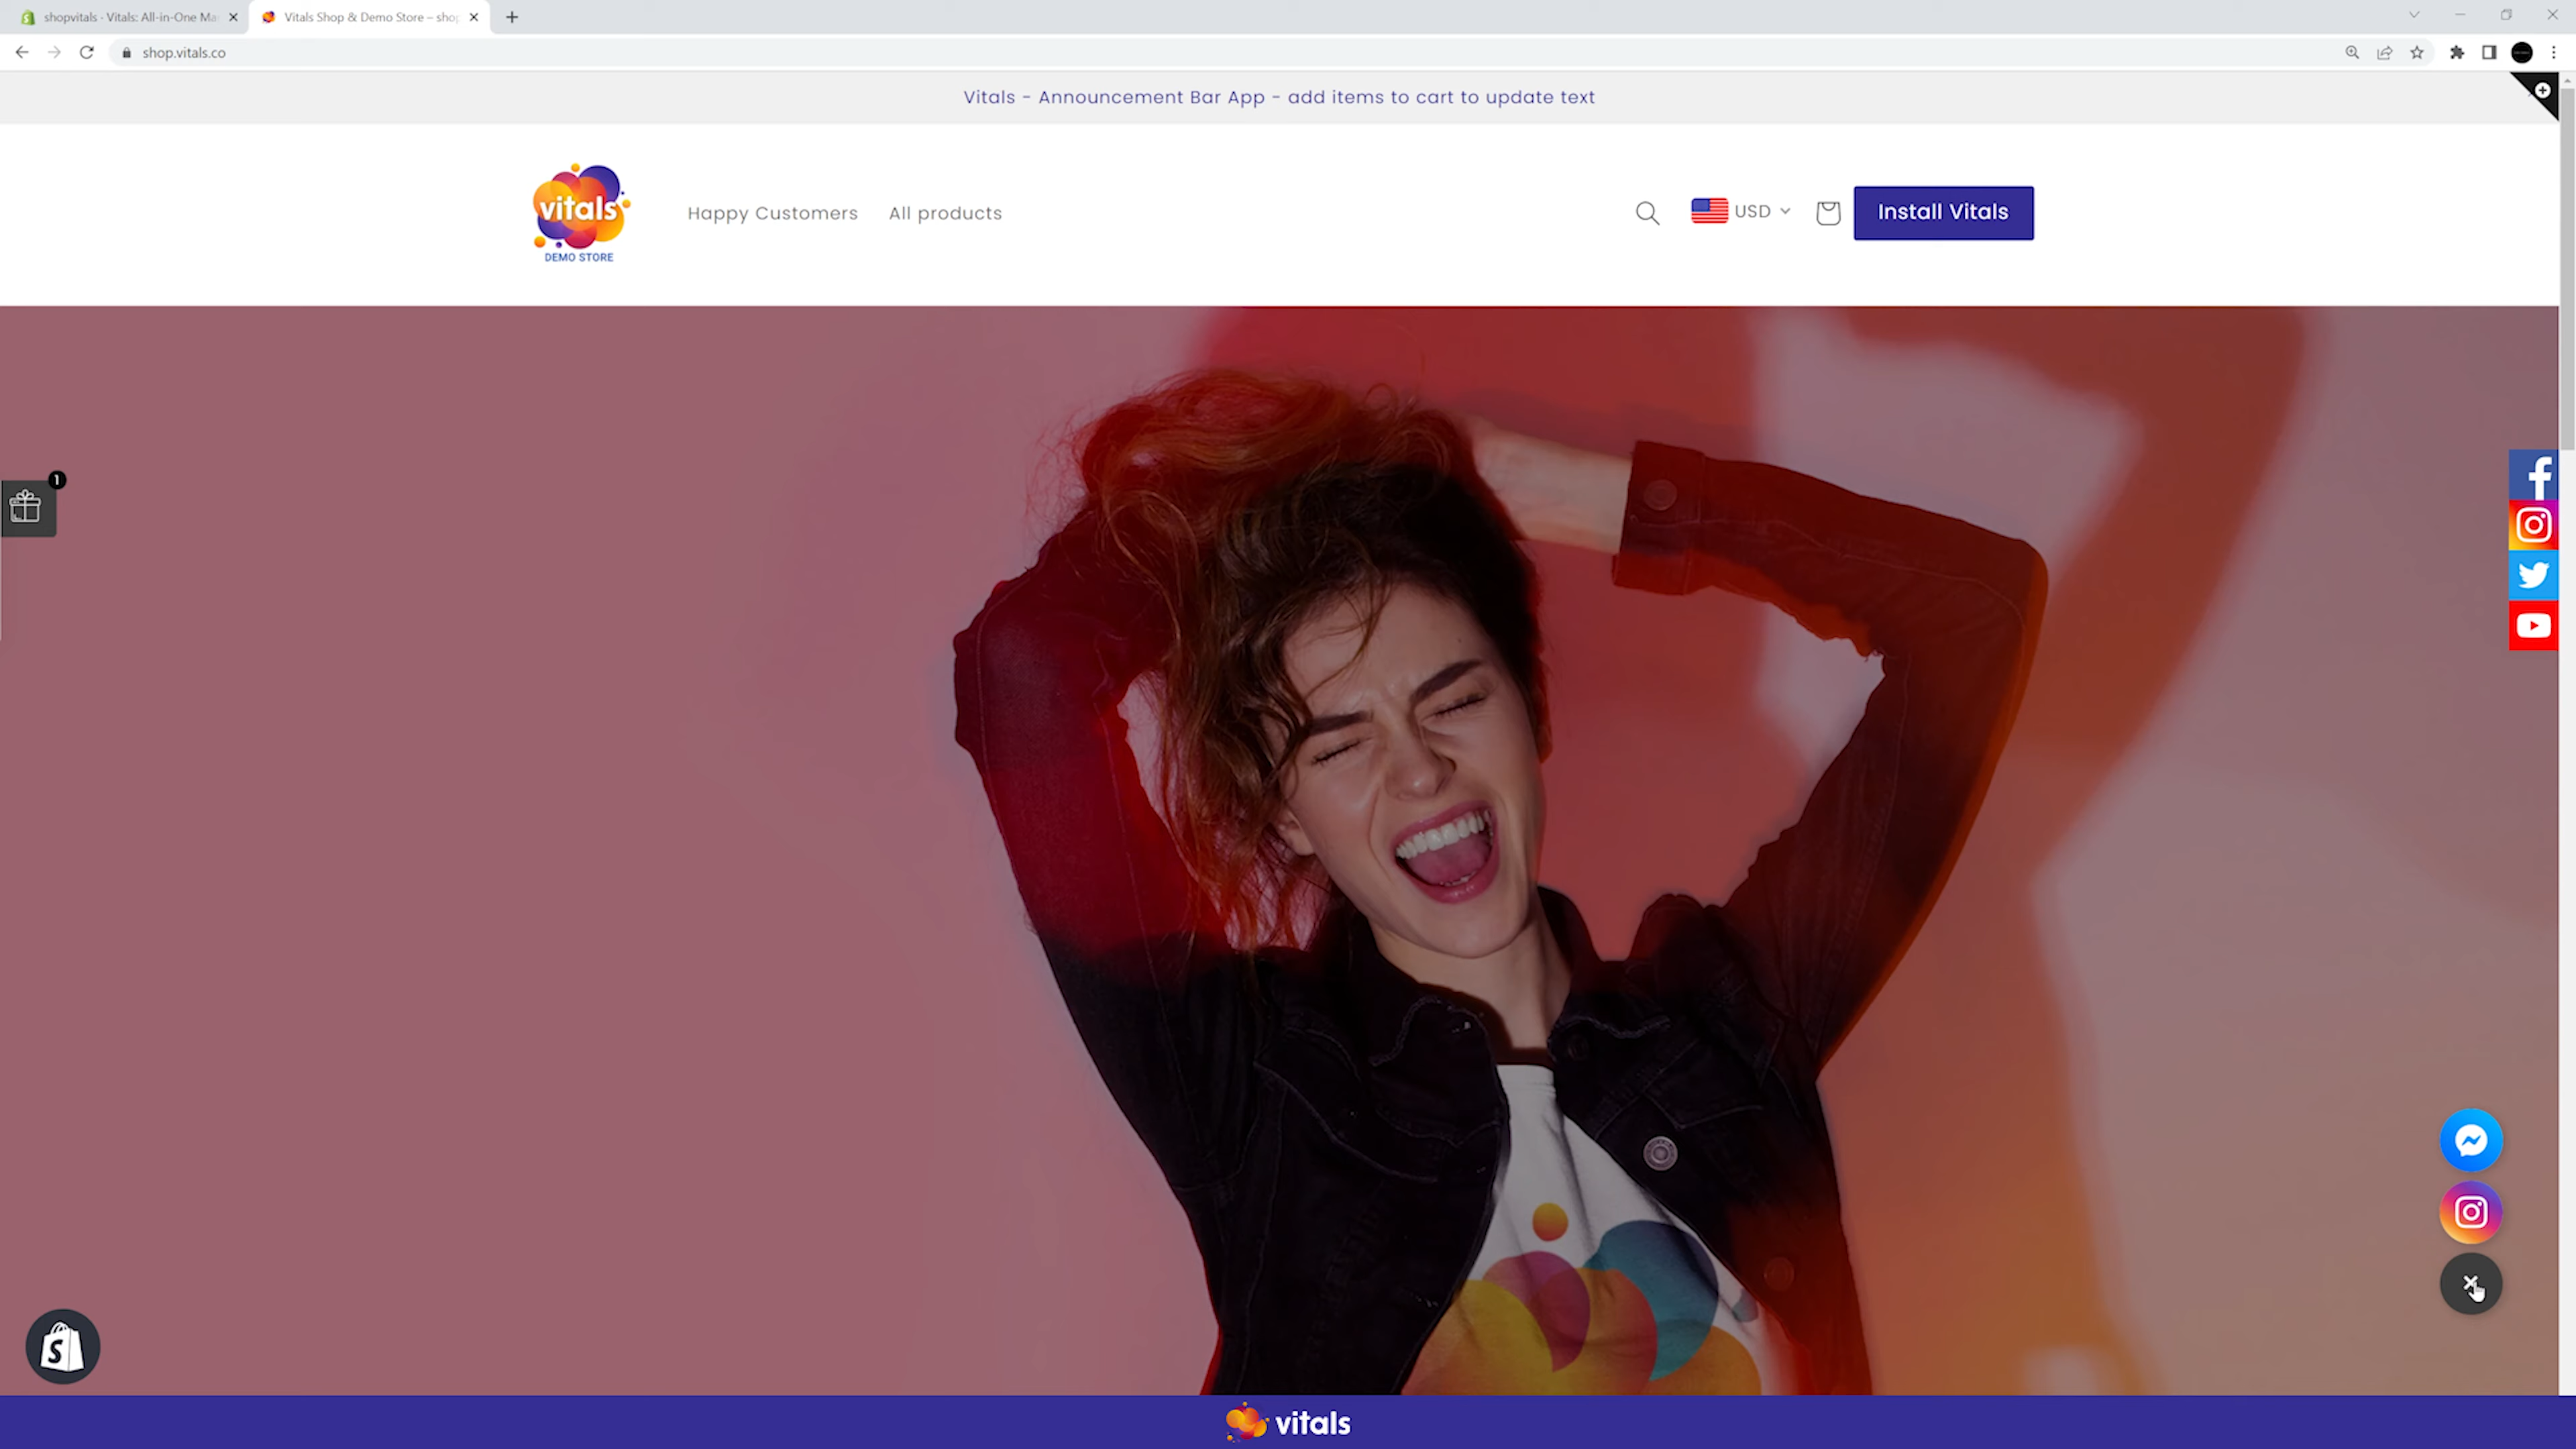 shopvitals · Vitals: All-in-One Ma
Vitals Shop & Demo Store – shop
shop.vitals.co
Vitals - Announcement Bar App - add items to cart to update text
vitals
DEMO STORE
Happy Customers
All products
USD
Install Vitals
1
vitals